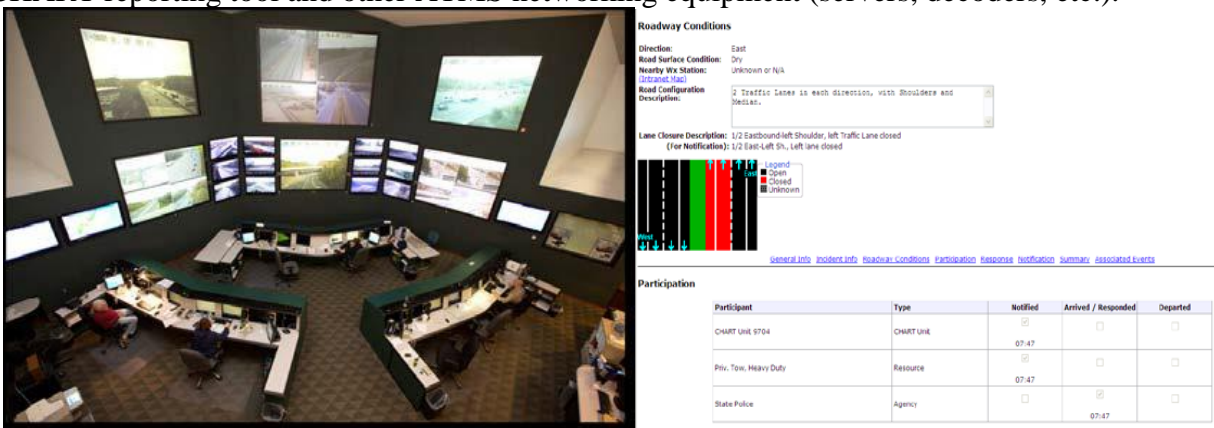 reporting tool and other ATMS networking equipment (servers, decoders, etc.).
Roadway Conditions
Direction: East
Road Surface Condition: Dry
Nearby Wx Station: Unknown or N/A
(Intranet Map)
Road Configuration Description: 2 Traffic Lanes in each direction, with Shoulders and
Median.
Lane Closure Description: 1/2 Eastbound-left Shoulder, left Traffic Lane closed
(For Notification): 1/2 East-Left Sh., Left lane closed
Legend
Open
Closed
Unknown
East
West
General Info Incident Info Roadway Conditions Participation Response Notification Summary Associated Events
Participation
Participant Type Notified Arrived / Responded Departed
CHART Unit 9704 CHART Unit 07:47
Priv. Tow, Heavy Duty Resource 07:47
State Police Agency 07:47